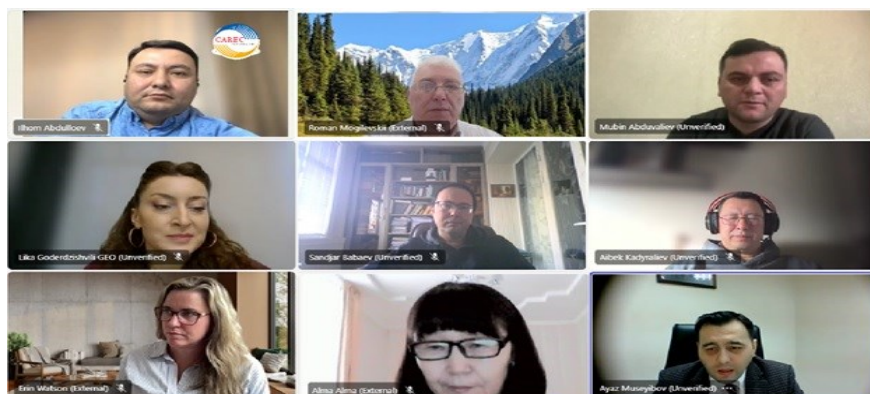 CAREC
Ilhom Abdulloev
Roman Mogilevskii (External)
Mubin Abduvaliev (Unverified)
Lika Goderdzishvili GEO (Unverified)
Sandjar Babaev (Unverified)
Aibek Kadyraliev (Unverified)
Erin Watson (External)
Alma Alma (External)
Ayaz Museyibov (Unverified)